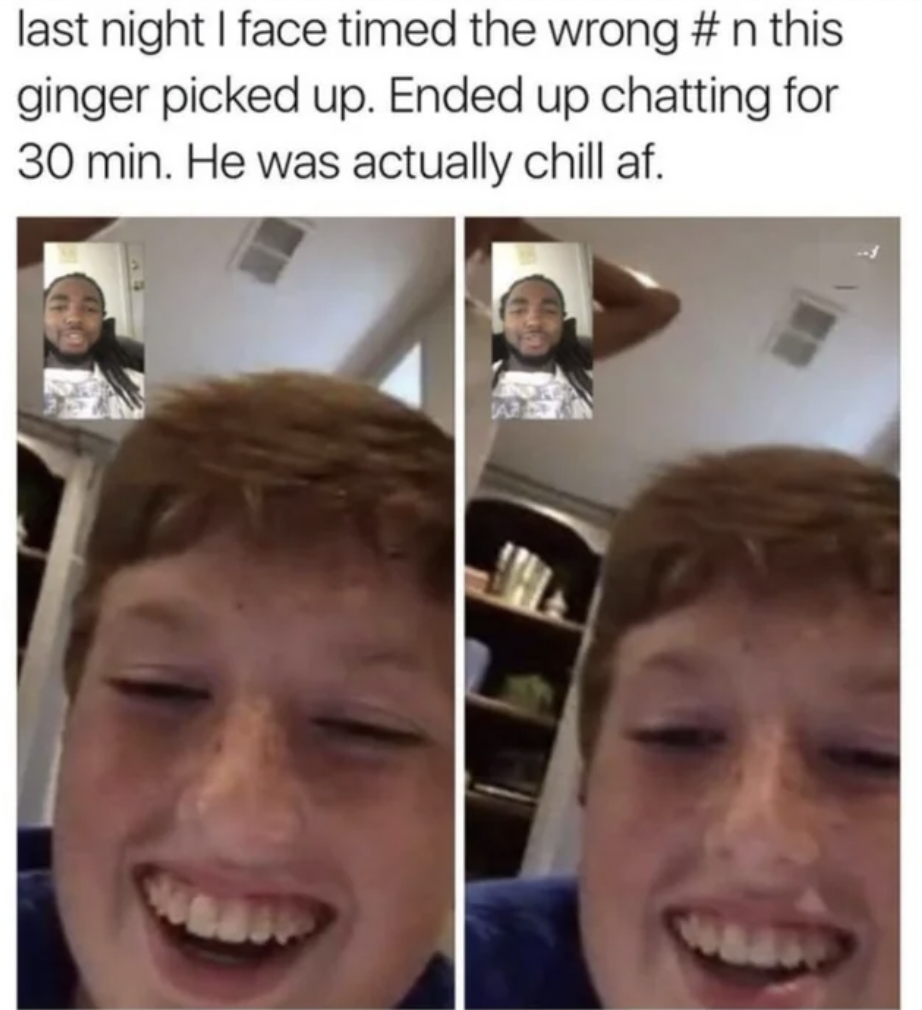 last night I face timed the wrong # n this
ginger picked up. Ended up chatting for
30 min. He was actually chill af.